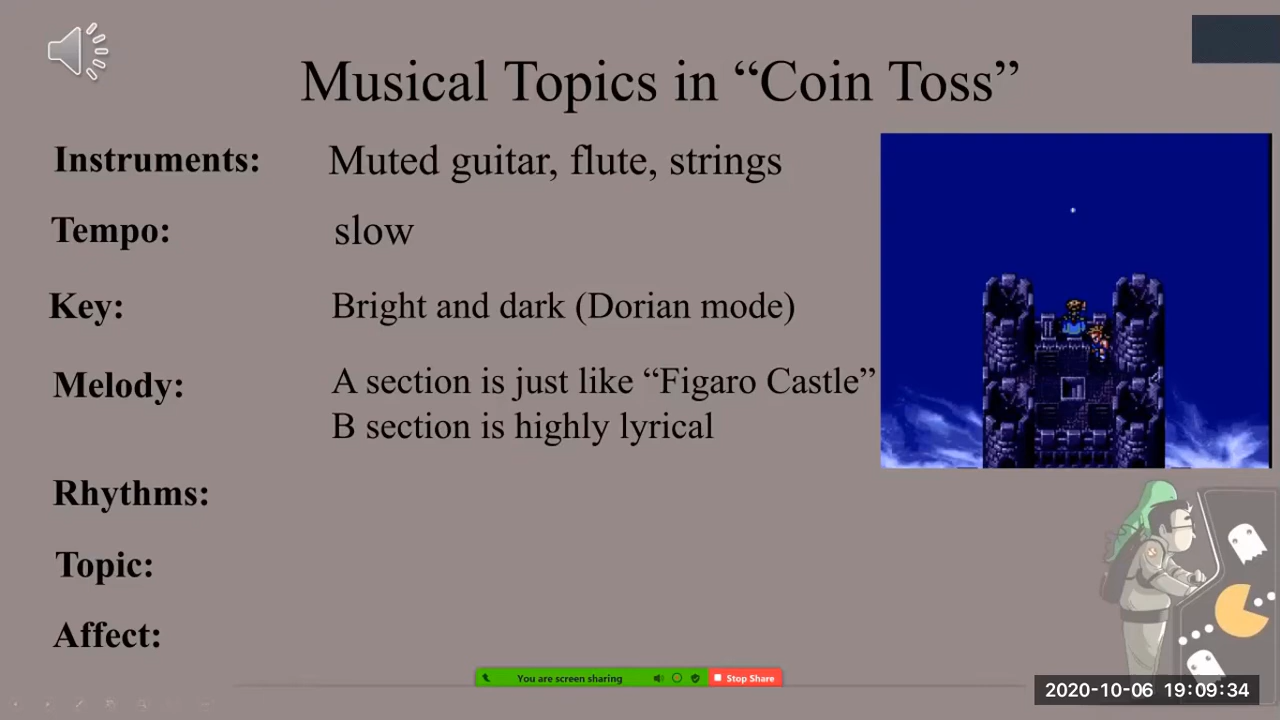 Musical Topics in “Coin Toss”
Instruments: Muted guitar, flute, strings
Tempo: slow
Key: Bright and dark (Dorian mode)
Melody: A section is just like “Figaro Castle”
B section is highly lyrical
Rhythms:
Topic:
Affect:
You are screen sharing Stop Share
2020-10-06 19:09:34